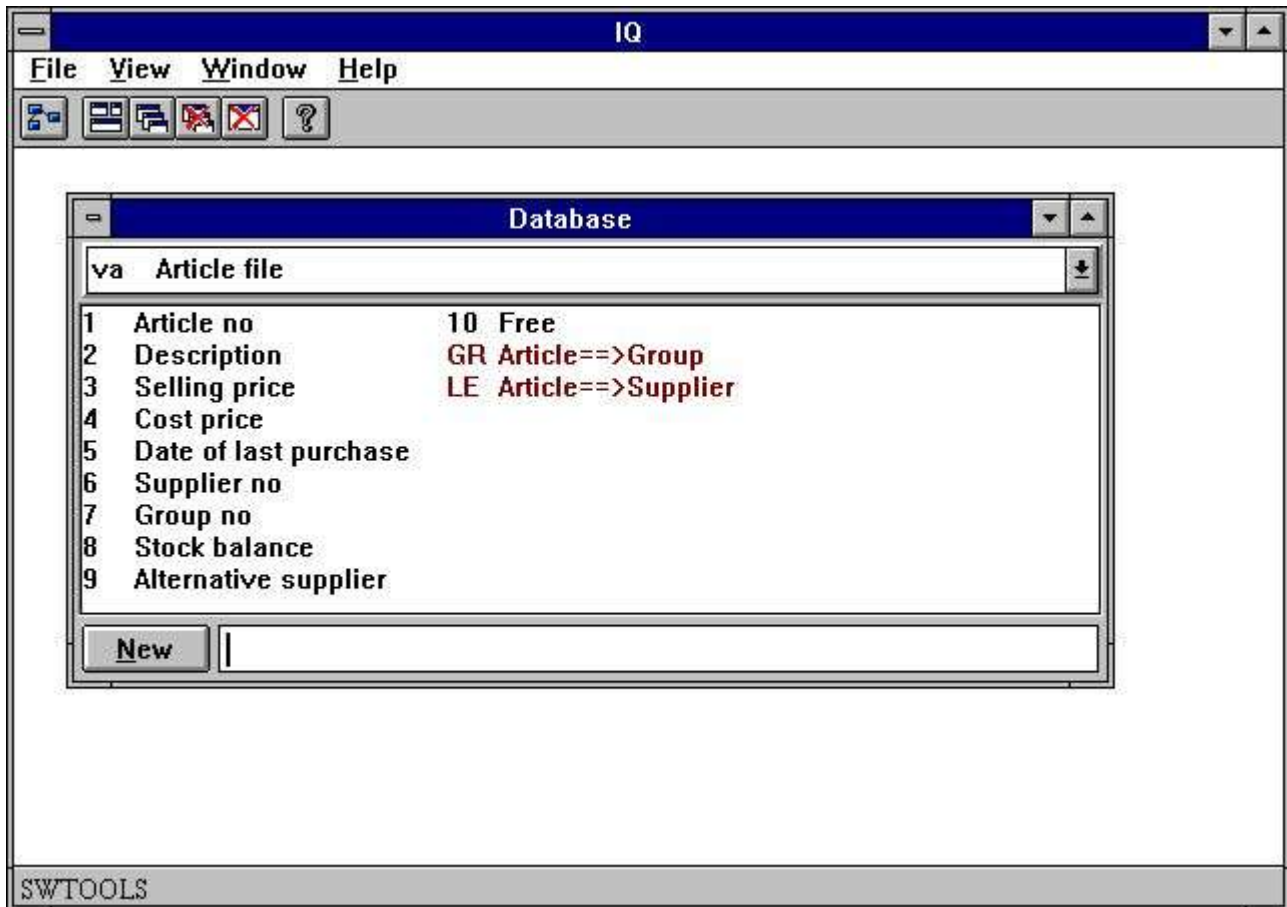 IQ
File View Window Help
Database
va Article file
1 Article no
2 Description
3 Selling price
4 Cost price
5 Date of last purchase
6 Supplier no
7 Group no
8 Stock balance
9 Alternative supplier
10 Free
GR Article==>Group
LE Article==>Supplier
New
SWTOOLS